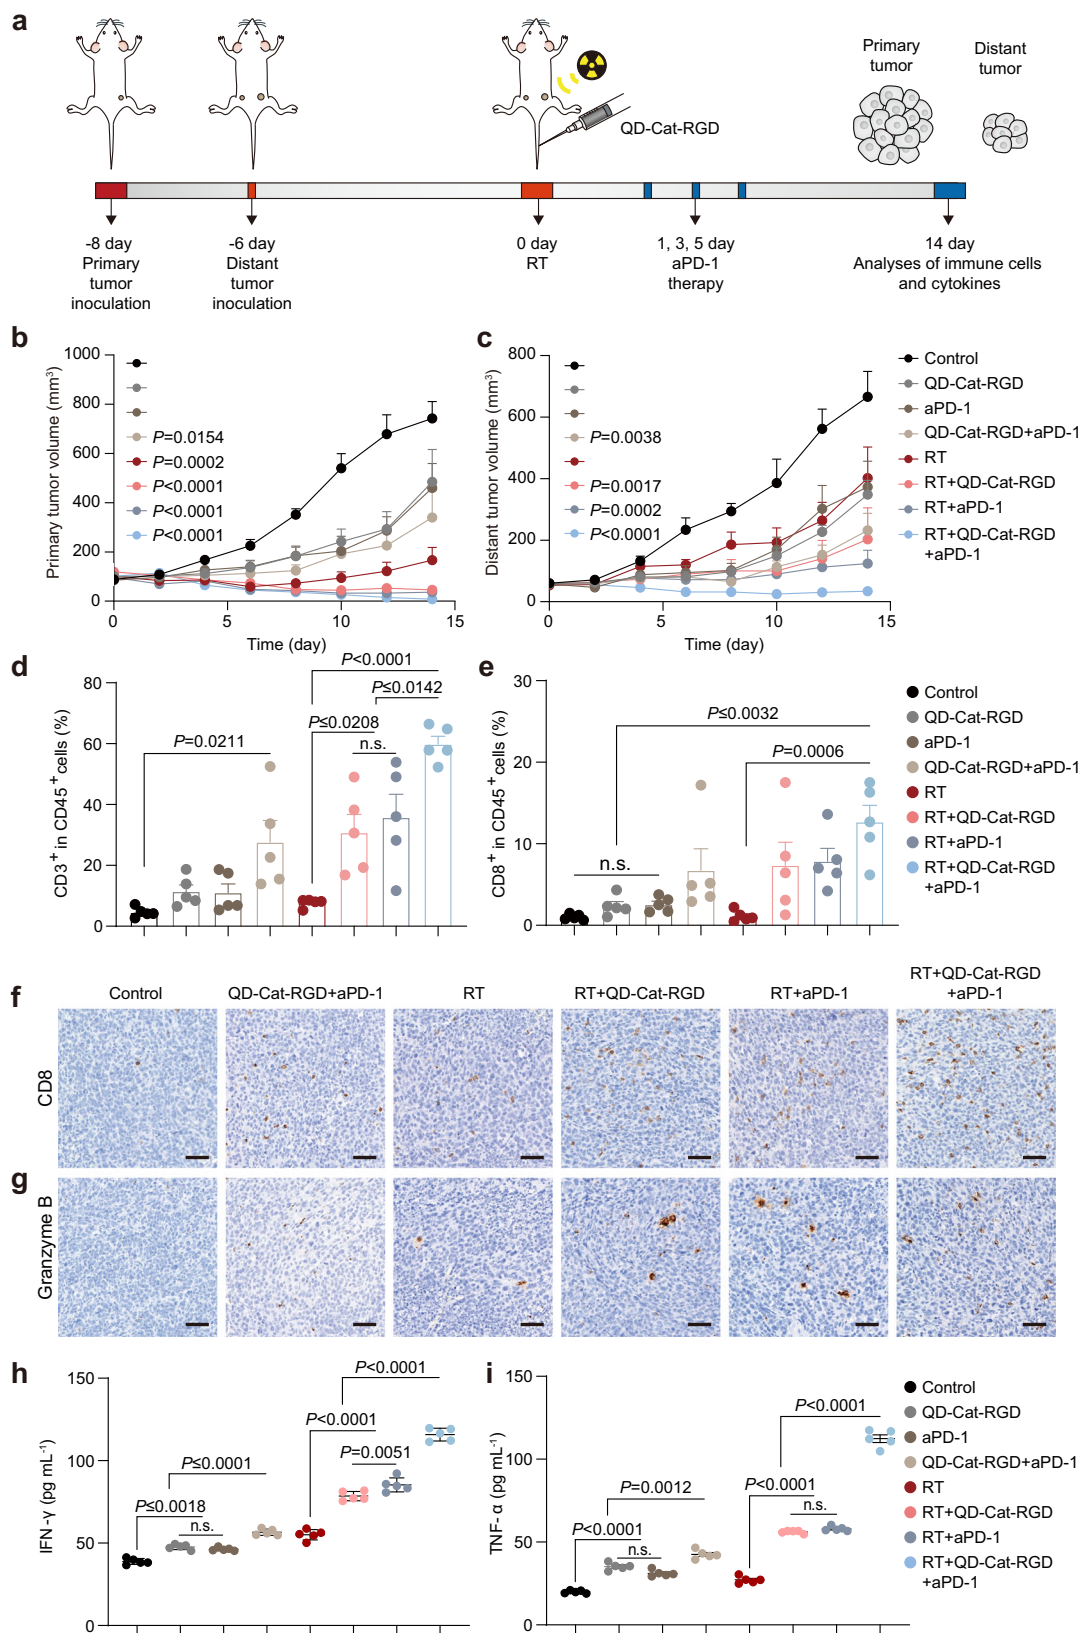 a
Primary
tumor
Distant
tumor
QD-Cat-RGD
-8 day
Primary
tumor
inoculation
-6 day
Distant
tumor
inoculation
0 day
RT
1, 3, 5 day
aPD-1
therapy
14 day
Analyses of immune cells
and cytokines
b
Primary tumor volume (mm³)
1000
800
600
400
200
0
P=0.0154
P=0.0002
P<0.0001
P<0.0001
P<0.0001
0 5 10 15
Time (day)
c
Distant tumor volume (mm³)
800
600
400
200
0
P=0.0038
P=0.0017
P=0.0002
P<0.0001
0 5 10 15
Time (day)
Control
QD-Cat-RGD
aPD-1
QD-Cat-RGD+aPD-1
RT
RT+QD-Cat-RGD
RT+aPD-1
RT+QD-Cat-RGD
+aPD-1
d
CD3⁺ in CD45⁺cells (%)
80
60
40
20
0
P<0.0001
P≤0.0142
P≤0.0208
P=0.0211
n.s.
e
CD8⁺ in CD45⁺cells (%)
30
20
10
0
P≤0.0032
P=0.0006
n.s.
Control
QD-Cat-RGD
aPD-1
QD-Cat-RGD+aPD-1
RT
RT+QD-Cat-RGD
RT+aPD-1
RT+QD-Cat-RGD
+aPD-1
f
Control
QD-Cat-RGD+aPD-1
RT
RT+QD-Cat-RGD
RT+aPD-1
RT+QD-Cat-RGD
+aPD-1
CD8
g
Granzyme B
h
IFN-γ (pg mL⁻¹)
150
100
50
0
P<0.0001
P<0.0001
P=0.0051
P≤0.0001
P≤0.0018
n.s.
i
TNF-α (pg mL⁻¹)
150
100
50
0
P<0.0001
P<0.0001
n.s.
P=0.0012
P<0.0001
n.s.
Control
QD-Cat-RGD
aPD-1
QD-Cat-RGD+aPD-1
RT
RT+QD-Cat-RGD
RT+aPD-1
RT+QD-Cat-RGD
+aPD-1